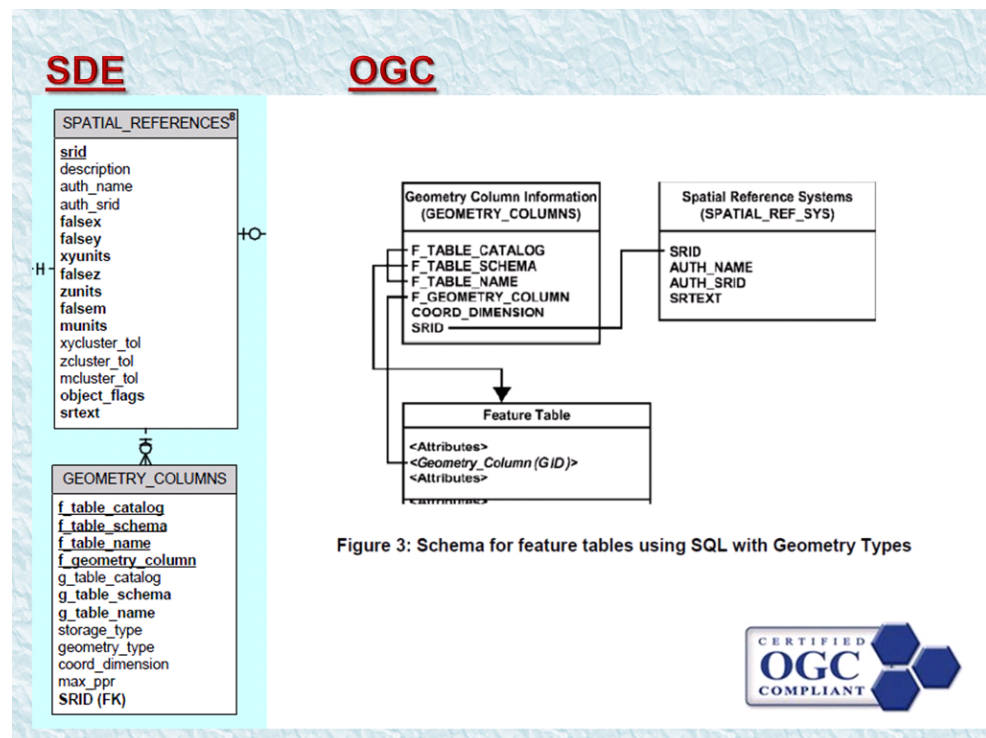 SDE
OGC
SPATIAL_REFERENCES8
srid
description
auth_name
auth_srid
falsex
falsey
xyunits
falsez
zunits
falsem
munits
xycluster_tol
zcluster_tol
mcluster_tol
object_flags
srtext
GEOMETRY_COLUMNS
f_table_catalog
f_table_schema
f_table_name
f_geometry_column
g_table_catalog
g_table_schema
g_table_name
storage_type
geometry_type
coord_dimension
max_ppr
SRID (FK)
Geometry Column Information
(GEOMETRY_COLUMNS)
F_TABLE_CATALOG
F_TABLE_SCHEMA
F_TABLE_NAME
F_GEOMETRY_COLUMN
COORD_DIMENSION
SRID
Spatial Reference Systems
(SPATIAL_REF_SYS)
SRID
AUTH_NAME
AUTH_SRID
SRTEXT
Feature Table
<Attributes>
<Geometry_Column (GID)>
<Attributes>
<Attributes>
Figure 3: Schema for feature tables using SQL with Geometry Types
CERTIFIED
OGC
COMPLIANT